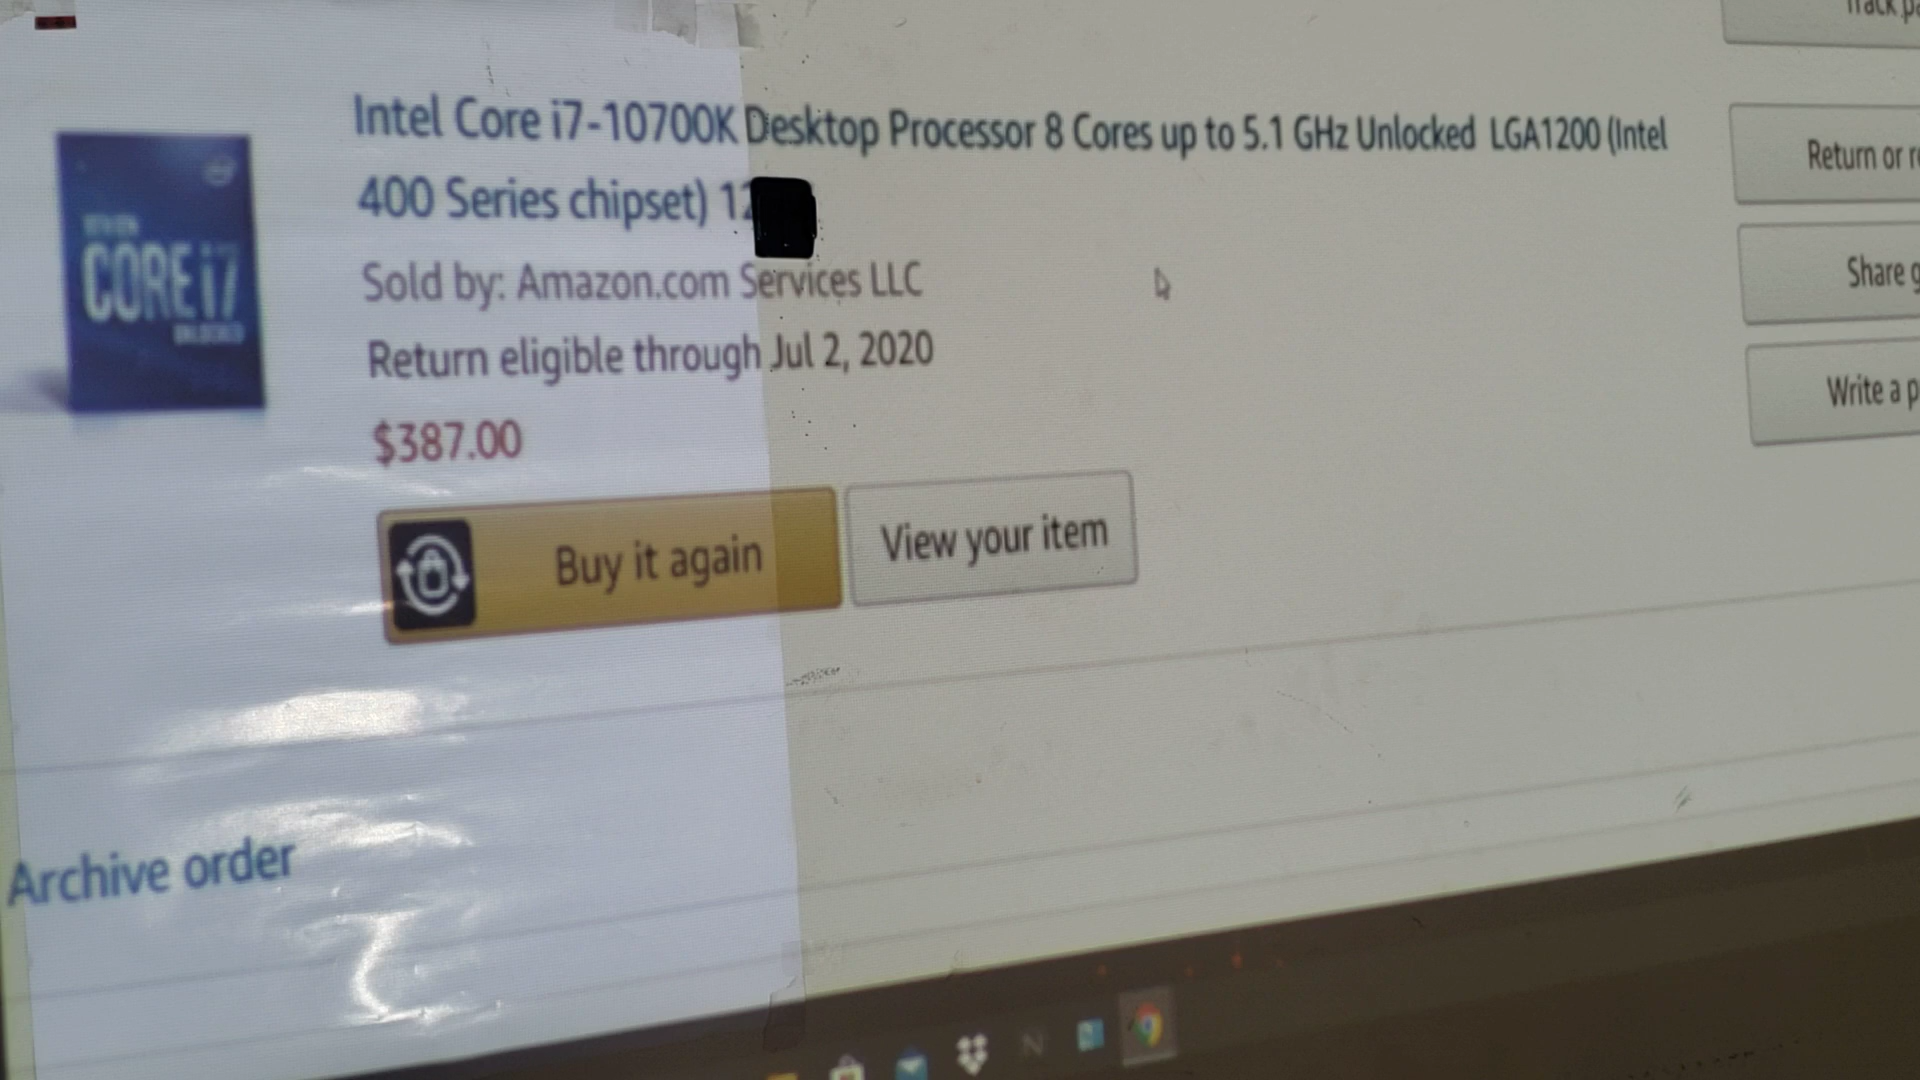 Track
Intel Core i7-10700K Desktop Processor 8 Cores up to 5.1 GHz Unlocked LGA1200 (Intel
400 Series chipset)
Return or
CORE i7
UNLOCKED
Sold by: Amazon.com Services LLC
Share
Return eligible through Jul 2, 2020
Write a
$387.00
Buy it again
View your item
Archive order